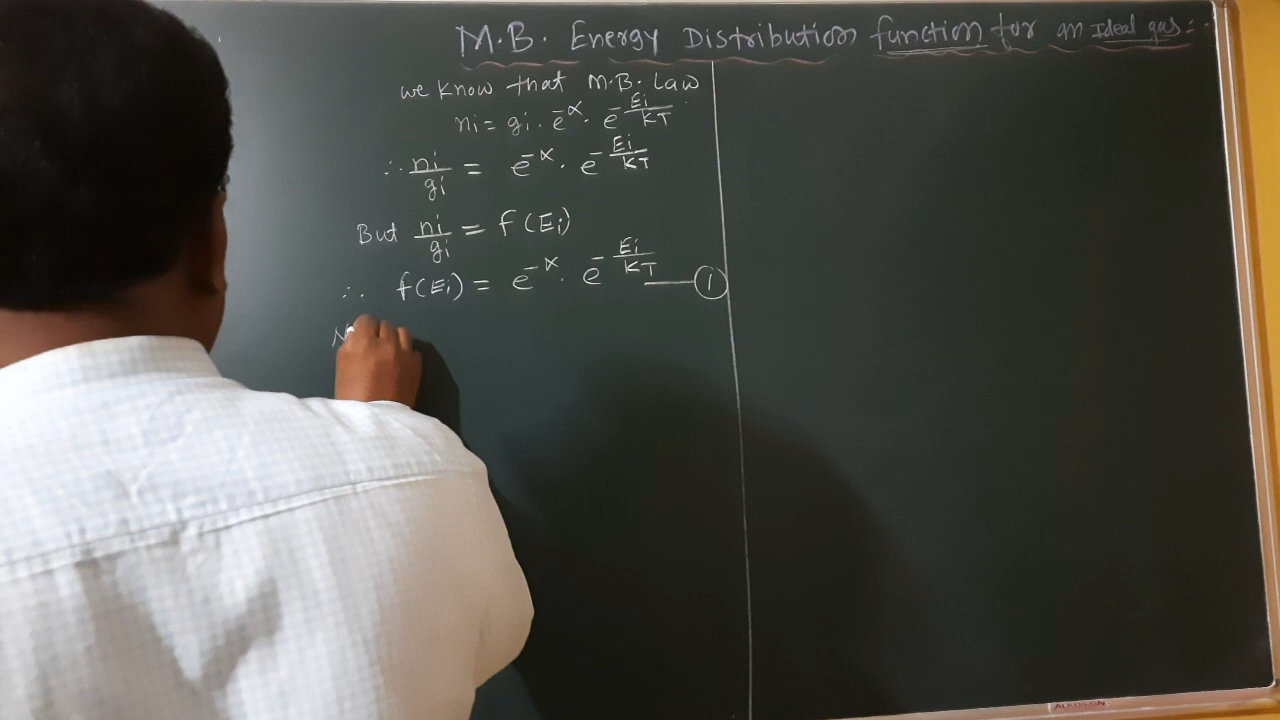 M.B. Energy Distribution function for an Ideal gas:-
we know that M.B. Law
ni = gi . e^-α . e^-Ei/KT
∴ ni/gi = e^-α . e^-Ei/KT
But ni/gi = f(Ei)
∴ f(Ei) = e^-α . e^-Ei/KT —— ①
N